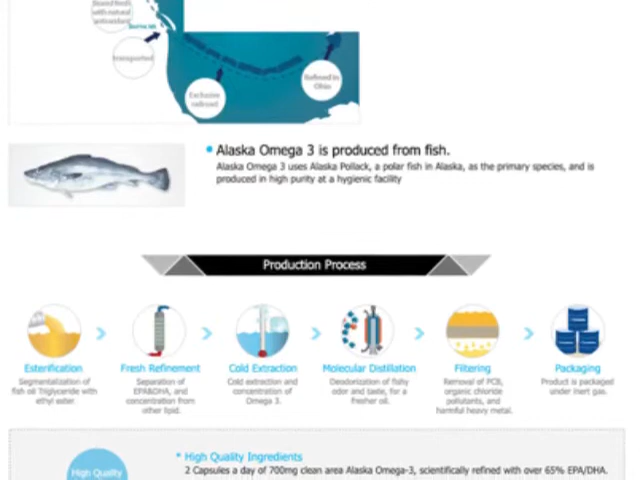 with natural
antioxidant
Transported
Exclusive
railroad
Refined in
Ohio
Alaska Omega 3 is produced from fish.
Alaska Omega 3 uses Alaska Pollack, a polar fish in Alaska, as the primary species, and is
produced in high purity at a hygienic facility
Production Process
Esterification
Segmentalization of
fish oil Triglyceride with
ethyl ester.
Fresh Refinement
Separation of
EPA&DHA, and
concentration from
other lipid.
Cold Extraction
Cold extraction and
concentration of
Omega 3.
Molecular Distillation
Deodorization of fishy
odor and taste, for a
fresher oil.
Filtering
Removal of PCB,
organic chloride
pollutants, and
harmful heavy metal.
Packaging
Product is packaged
under inert gas.
High Quality
* High Quality Ingredients
2 Capsules a day of 700mg clean area Alaska Omega-3, scientifically refined with over 65% EPA/DHA.